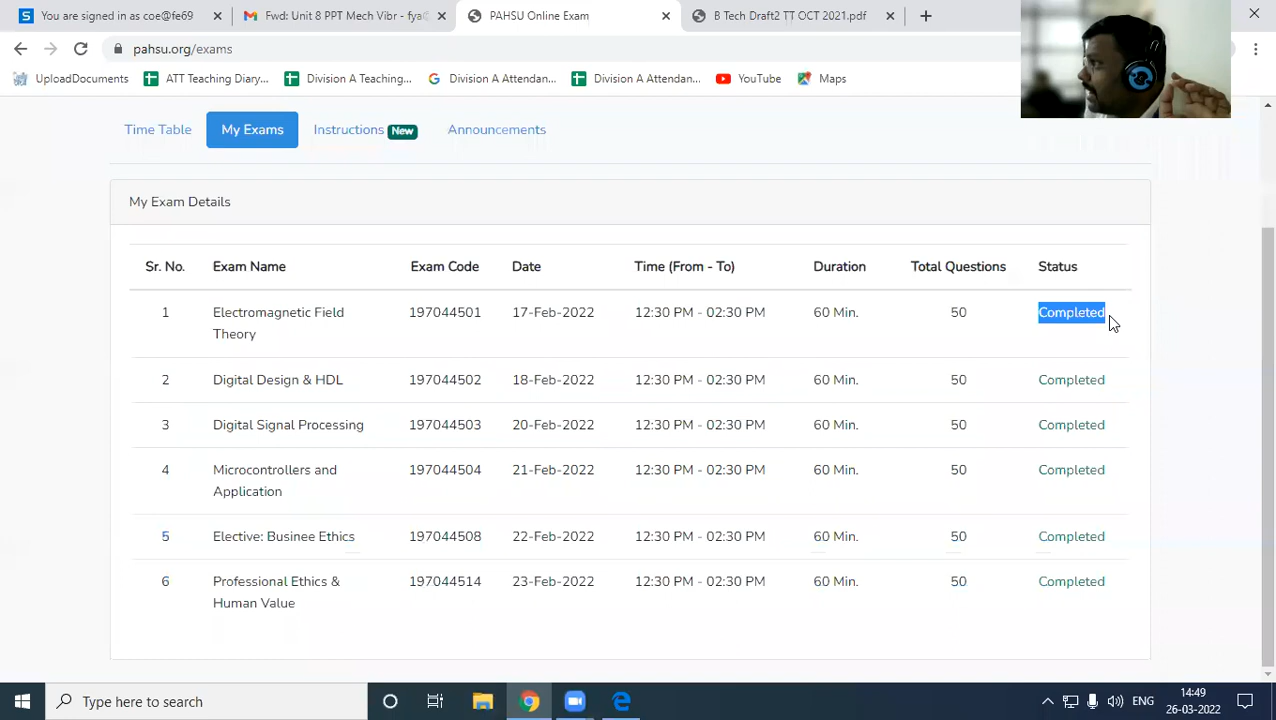 You are signed in as coe@fe69
Fwd: Unit 8 PPT Mech Vibr - fya@
PAHSU Online Exam
B Tech Draft2 TT OCT 2021.pdf
pahsu.org/exams
UploadDocuments
ATT Teaching Diary...
Division A Teaching...
Division A Attendan...
Division A Attendan...
YouTube
Maps
Time Table
My Exams
Instructions New
Announcements
My Exam Details
Sr. No. Exam Name Exam Code Date Time (From - To) Duration Total Questions Status
1 Electromagnetic Field 197044501 17-Feb-2022 12:30 PM - 02:30 PM 60 Min. 50 Completed
Theory
2 Digital Design & HDL 197044502 18-Feb-2022 12:30 PM - 02:30 PM 60 Min. 50 Completed
3 Digital Signal Processing 197044503 20-Feb-2022 12:30 PM - 02:30 PM 60 Min. 50 Completed
4 Microcontrollers and 197044504 21-Feb-2022 12:30 PM - 02:30 PM 60 Min. 50 Completed
Application
5 Elective: Businee Ethics 197044508 22-Feb-2022 12:30 PM - 02:30 PM 60 Min. 50 Completed
6 Professional Ethics & 197044514 23-Feb-2022 12:30 PM - 02:30 PM 60 Min. 50 Completed
Human Value
Type here to search
ENG
14:49
26-03-2022